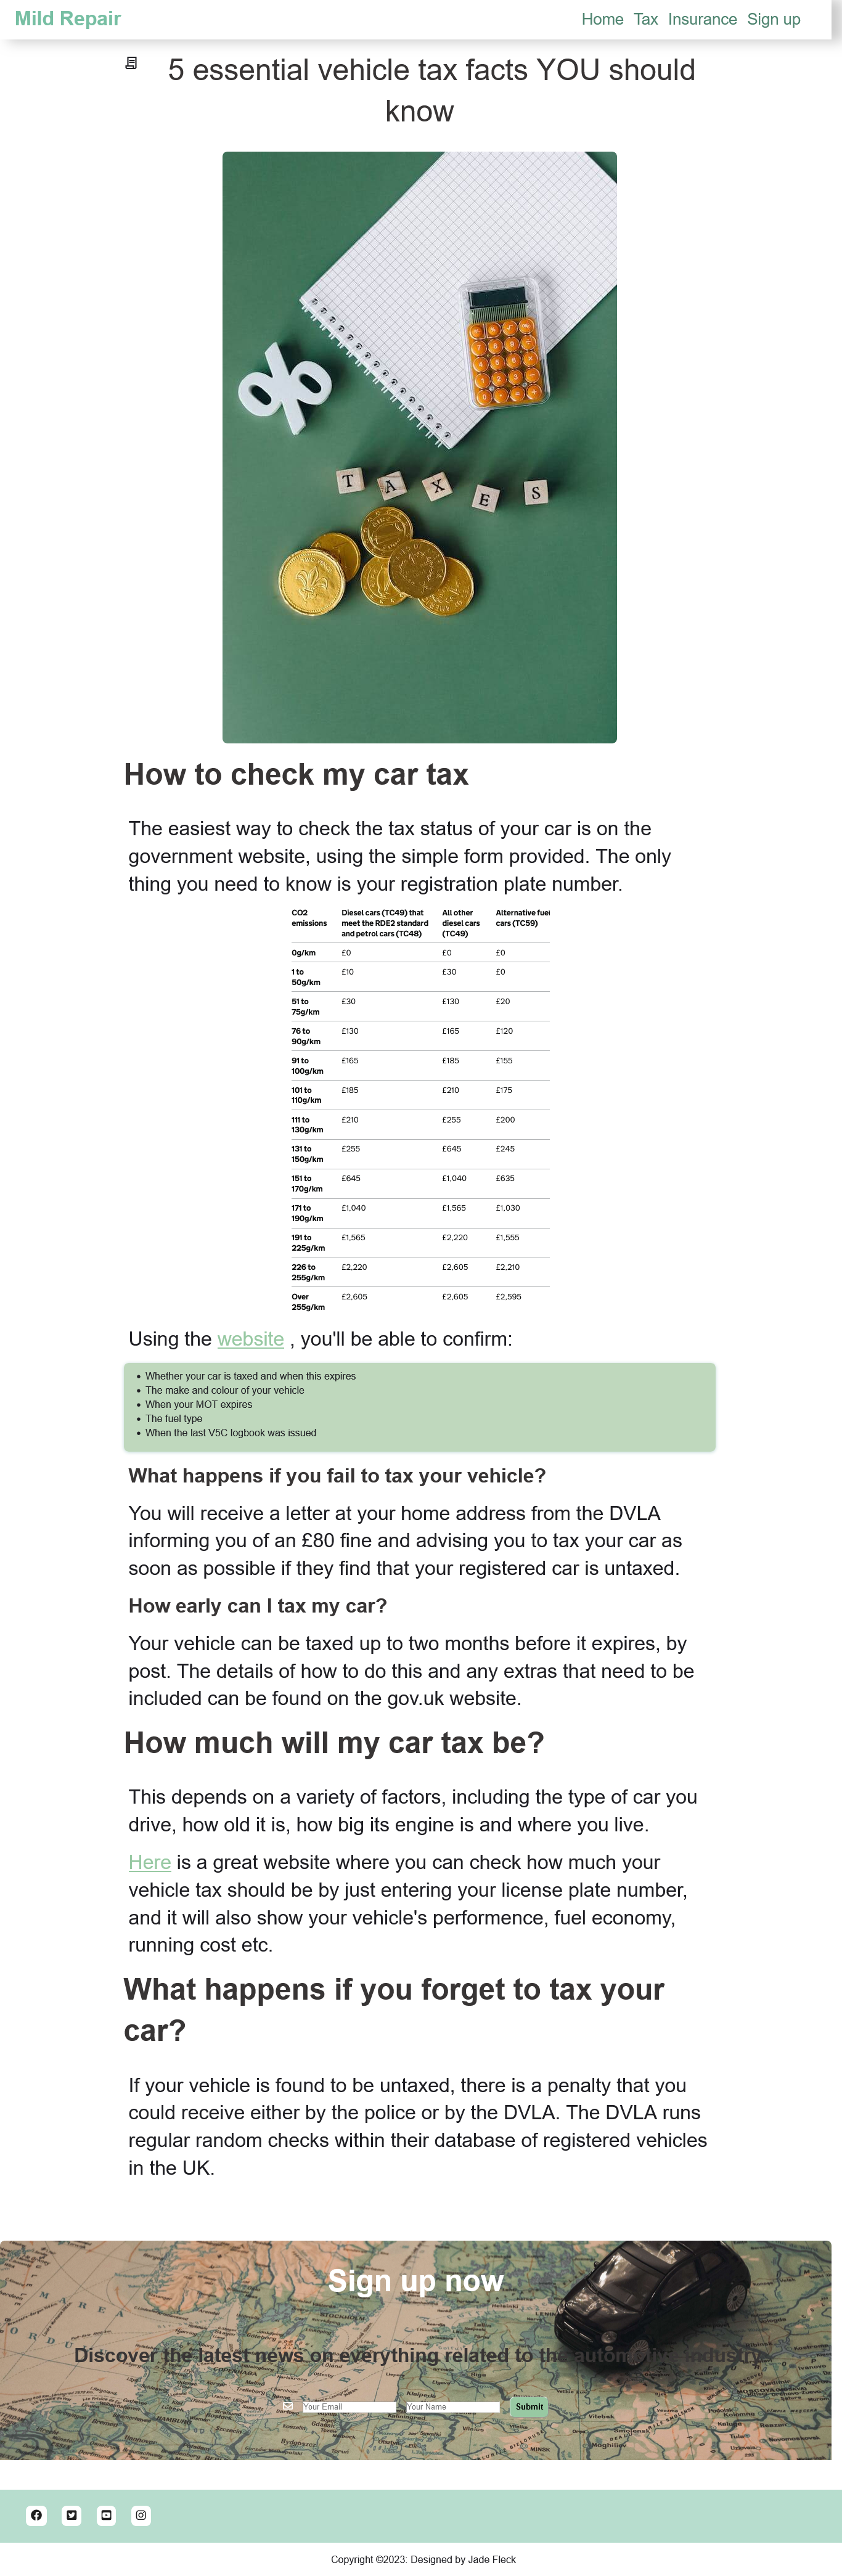 Mild Repair
Home Tax Insurance Sign up
5 essential vehicle tax facts YOU should
know
%
T A X E S
How to check my car tax
The easiest way to check the tax status of your car is on the
government website, using the simple form provided. The only
thing you need to know is your registration plate number.
CO2 emissions Diesel cars (TC49) that meet the RDE2 standard and petrol cars (TC48) All other diesel cars (TC49) Alternative fuel cars (TC59)
0g/km £0 £0 £0
1 to 50g/km £10 £30 £0
51 to 75g/km £30 £130 £20
76 to 90g/km £130 £165 £120
91 to 100g/km £165 £185 £155
101 to 110g/km £185 £210 £175
111 to 130g/km £210 £255 £200
131 to 150g/km £255 £645 £245
151 to 170g/km £645 £1,040 £635
171 to 190g/km £1,040 £1,565 £1,030
191 to 225g/km £1,565 £2,220 £1,555
226 to 255g/km £2,220 £2,605 £2,210
Over 255g/km £2,605 £2,605 £2,595
Using the website , you'll be able to confirm:
• Whether your car is taxed and when this expires
• The make and colour of your vehicle
• When your MOT expires
• The fuel type
• When the last V5C logbook was issued
What happens if you fail to tax your vehicle?
You will receive a letter at your home address from the DVLA
informing you of an £80 fine and advising you to tax your car as
soon as possible if they find that your registered car is untaxed.
How early can I tax my car?
Your vehicle can be taxed up to two months before it expires, by
post. The details of how to do this and any extras that need to be
included can be found on the gov.uk website.
How much will my car tax be?
This depends on a variety of factors, including the type of car you
drive, how old it is, how big its engine is and where you live.
Here is a great website where you can check how much your
vehicle tax should be by just entering your license plate number,
and it will also show your vehicle's performence, fuel economy,
running cost etc.
What happens if you forget to tax your
car?
If your vehicle is found to be untaxed, there is a penalty that you
could receive either by the police or by the DVLA. The DVLA runs
regular random checks within their database of registered vehicles
in the UK.
Sign up now
Discover the latest news on everything related to the automotive industry
Your Email Your Name Submit
Copyright ©2023: Designed by Jade Fleck